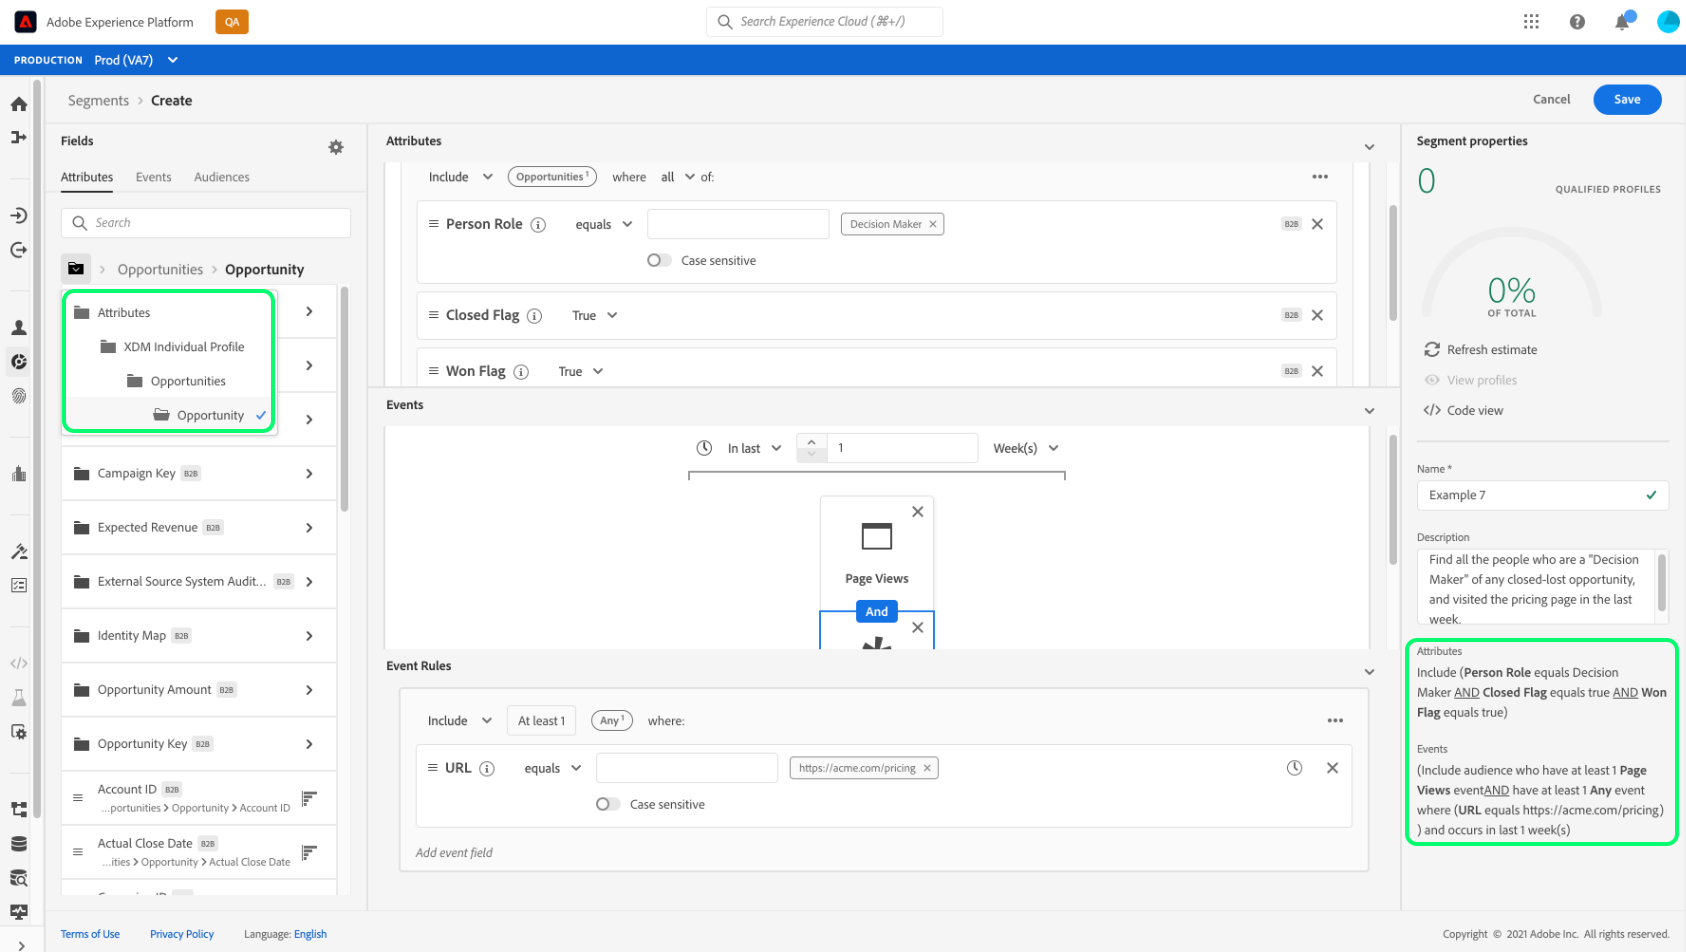 Adobe Experience Platform
QA
Search Experience Cloud (⌘+/)
PRODUCTION Prod (VA7)
Segments > Create
Cancel
Save
Fields
Attributes
Events
Audiences
Search
> Opportunities > Opportunity
Attributes
XDM Individual Profile
Opportunities
Opportunity
Campaign Key B2B
Expected Revenue B2B
External Source System Audit... B2B
Identity Map B2B
Opportunity Amount B2B
Opportunity Key B2B
Account ID B2B
...portunities > Opportunity > Account ID
Actual Close Date B2B
...ities > Opportunity > Actual Close Date
Attributes
Include Opportunities 1 where all of:
Person Role equals Decision Maker B2B
Case sensitive
Closed Flag True B2B
Won Flag True B2B
Events
In last 1 Week(s)
Page Views
And
Event Rules
Include At least 1 Any 1 where:
URL equals https://acme.com/pricing
Case sensitive
Add event field
Segment properties
0
QUALIFIED PROFILES
0%
OF TOTAL
Refresh estimate
View profiles
</> Code view
Name *
Example 7
Description
Find all the people who are a "Decision
Maker" of any closed-lost opportunity,
and visited the pricing page in the last
week.
Attributes
Include (Person Role equals Decision
Maker AND Closed Flag equals true AND Won
Flag equals true)
Events
(Include audience who have at least 1 Page
Views eventAND have at least 1 Any event
where (URL equals https://acme.com/pricing)
) and occurs in last 1 week(s)
Terms of Use
Privacy Policy
Language: English
Copyright © 2021 Adobe Inc. All rights reserved.